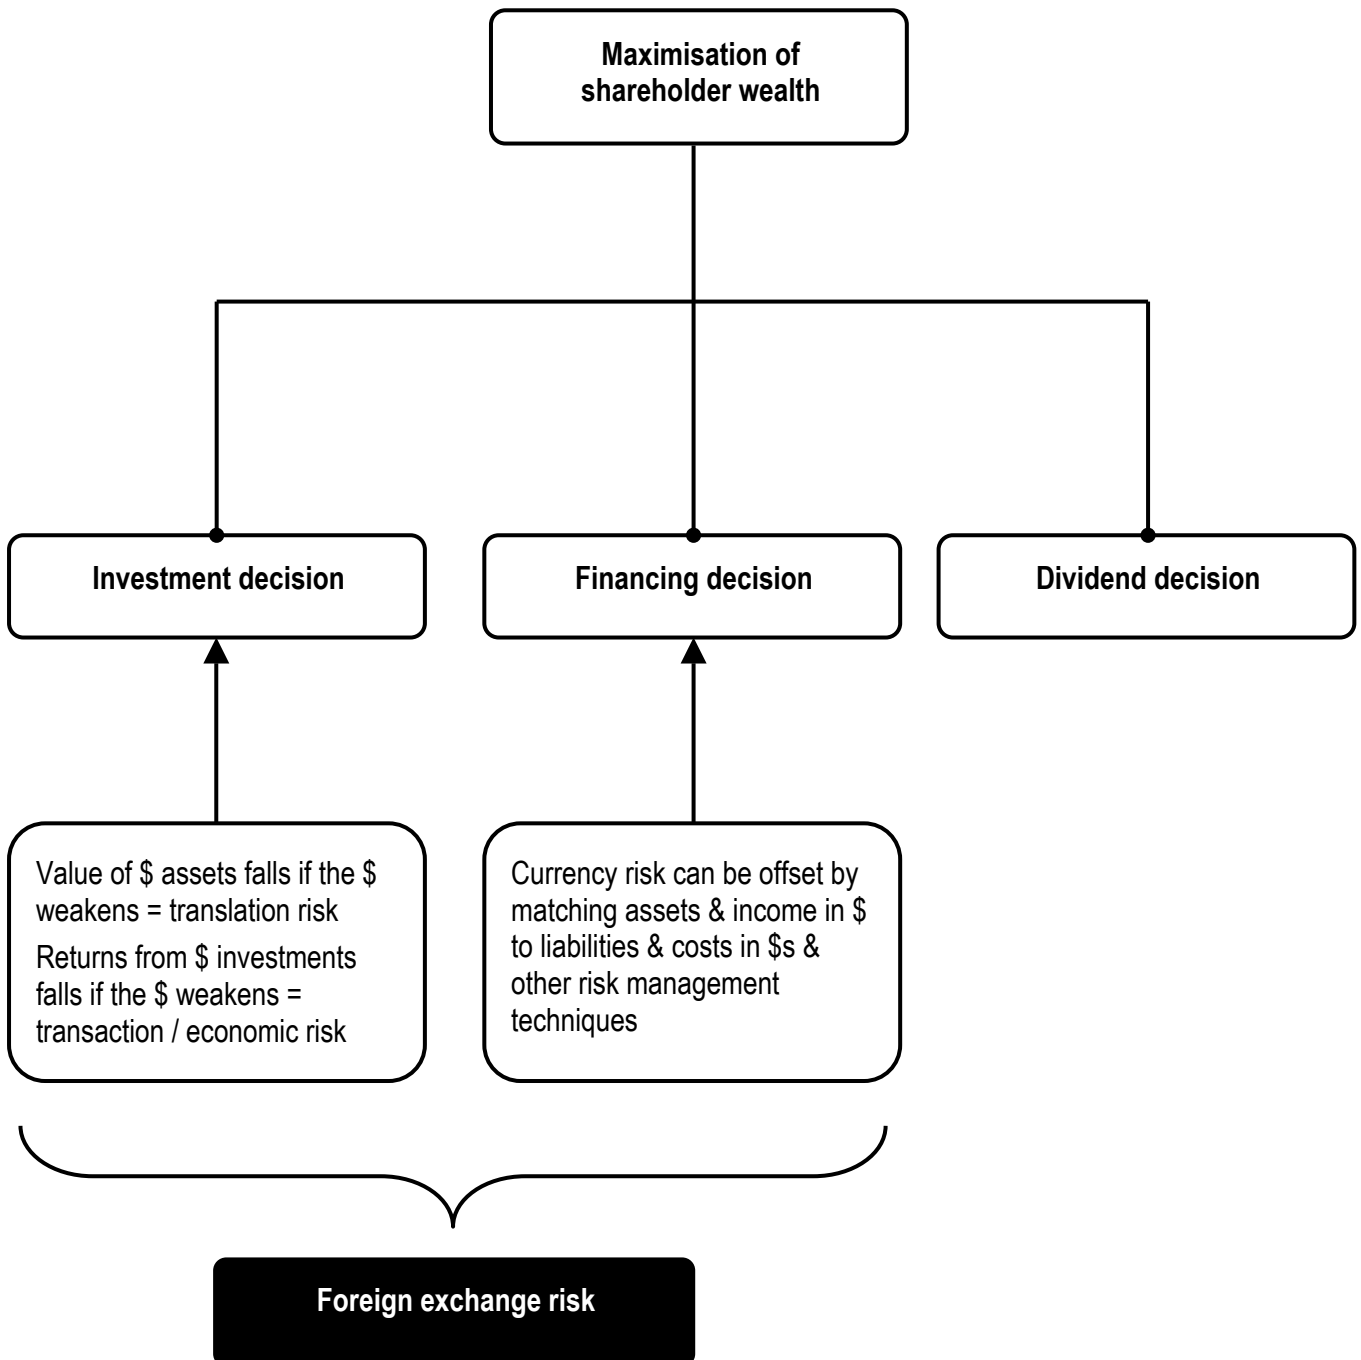 Maximisation of
shareholder wealth
Investment decision
Financing decision
Dividend decision
Value of $ assets falls if the $
weakens = translation risk
Returns from $ investments
falls if the $ weakens =
transaction / economic risk
Currency risk can be offset by
matching assets & income in $
to liabilities & costs in $s &
other risk management
techniques
Foreign exchange risk